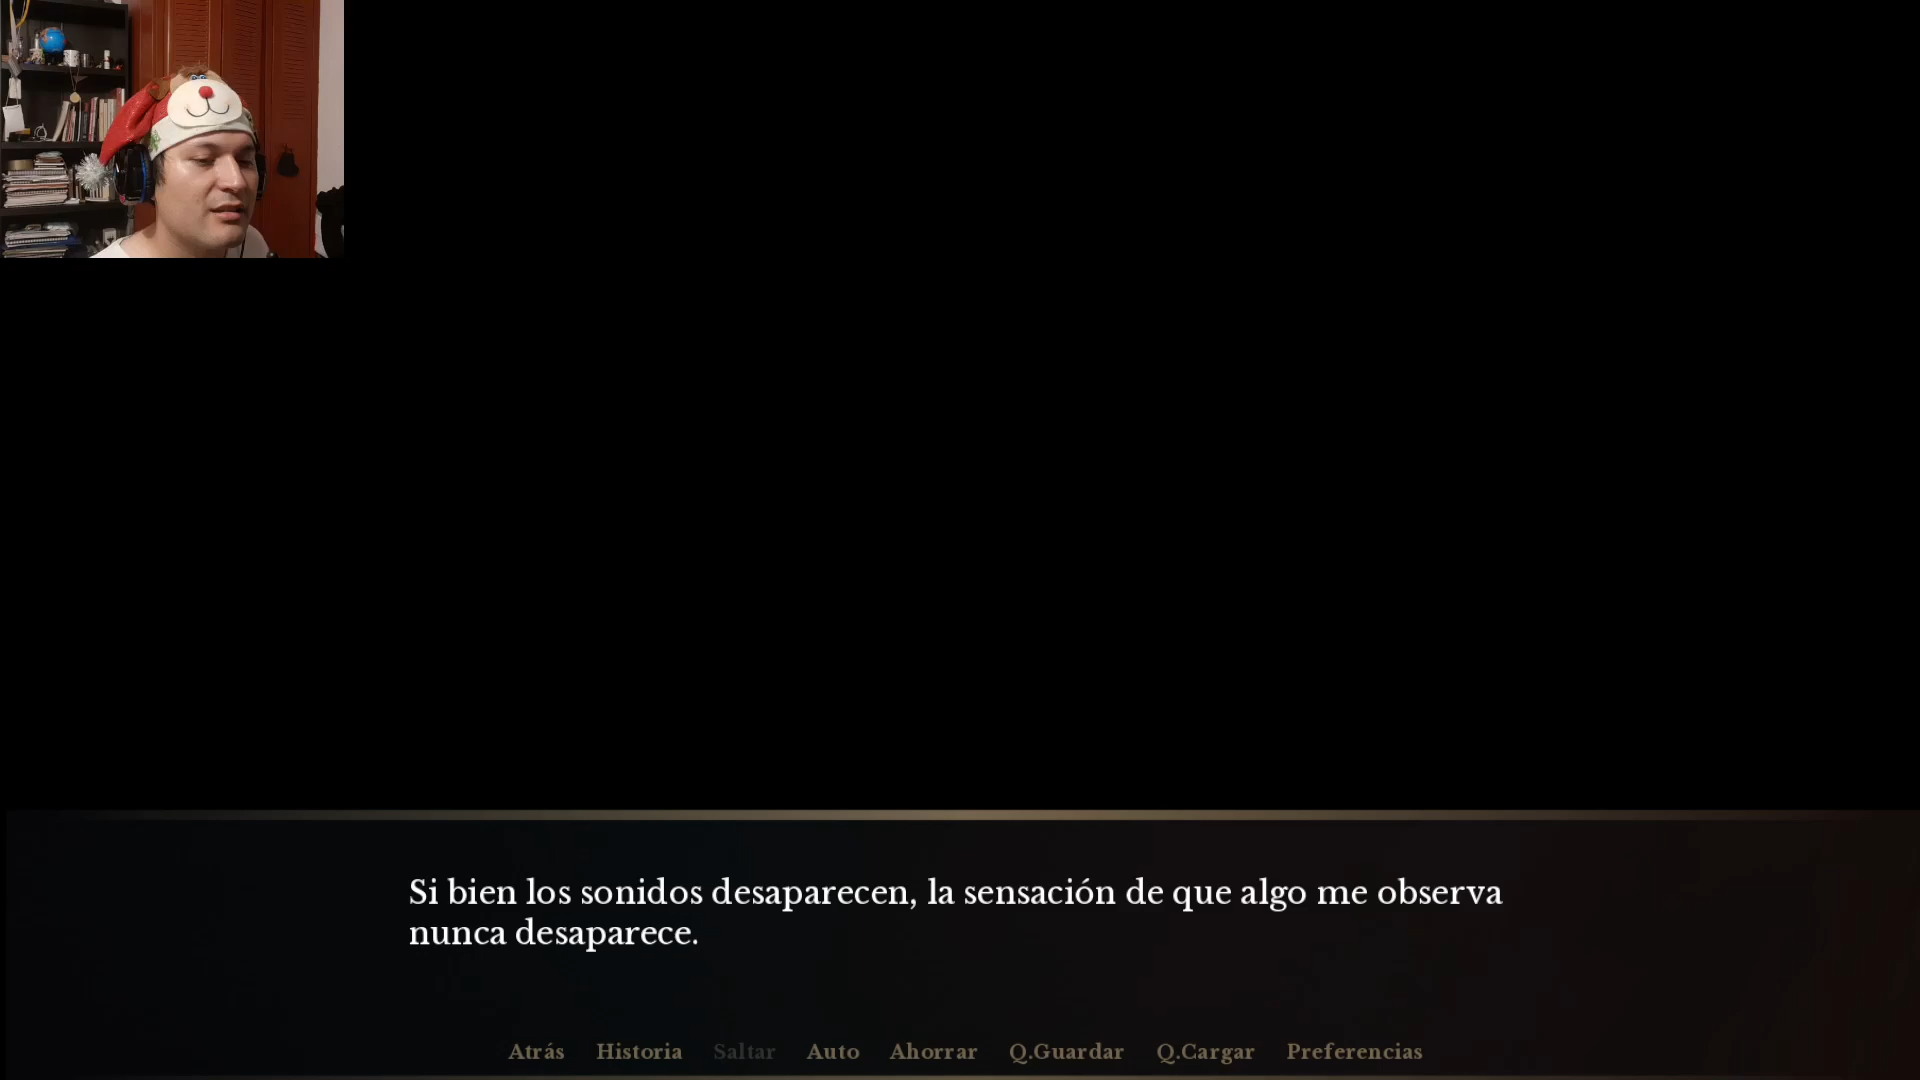 Si bien los sonidos desaparecen, la sensación de que algo me observa
nunca desaparece.
Atrás Historia Saltar Auto Ahorrar Q.Guardar Q.Cargar Preferencias